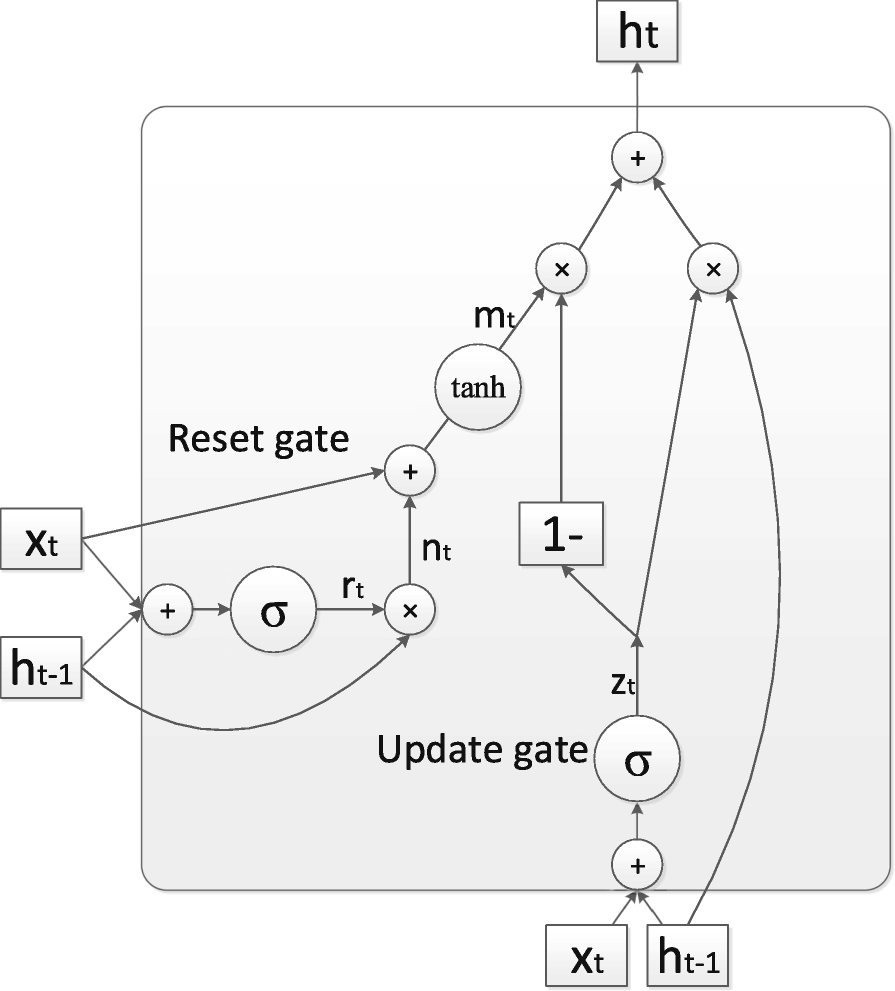 ht
+
×
×
mt
tanh
Reset gate
+
xt
1-
nt
rt
+
σ
×
ht-1
zt
Update gate
σ
+
xt
ht-1